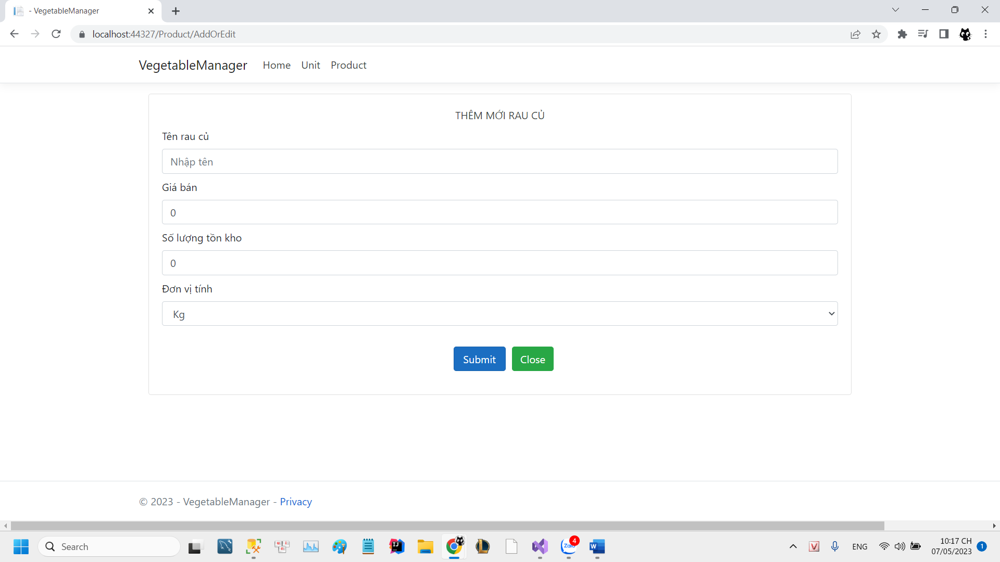 - VegetableManager
localhost:44327/Product/AddOrEdit
VegetableManager Home Unit Product
THÊM MỚI RAU CỦ
Tên rau củ
Nhập tên
Giá bán
0
Số lượng tồn kho
0
Đơn vị tính
Kg
Submit Close
© 2023 - VegetableManager - Privacy
Search
IJ
4
Zalo
W
V
ENG
10:17 CH
07/05/2023
1